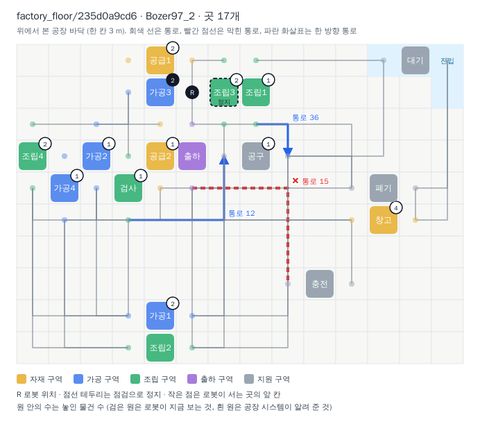 factory_floor/235d0a9cd6 · Bozer97_2 · 곳 17개
위에서 본 공장 바닥 (한 칸 3 m). 회색 선은 통로, 빨간 점선은 막힌 통로, 파란 화살표는 한 방향 통로
공급1 2
대기
진입
가공3 2
R
조립3 2
정지
조립1 1
통로 36
조립4 2
가공2 1
공급2 1
출하
공구 1
가공4 1
검사 1
✖ 통로 15
폐기
통로 12
창고 4
충전
가공1 2
조립2
자재 구역 가공 구역 조립 구역 출하 구역 지원 구역
R 로봇 위치 · 점선 테두리는 점검으로 정지 · 작은 점은 로봇이 서는 곳의 앞 칸
원 안의 수는 놓인 물건 수 (검은 원은 로봇이 지금 보는 것, 흰 원은 공장 시스템이 알려 준 것)